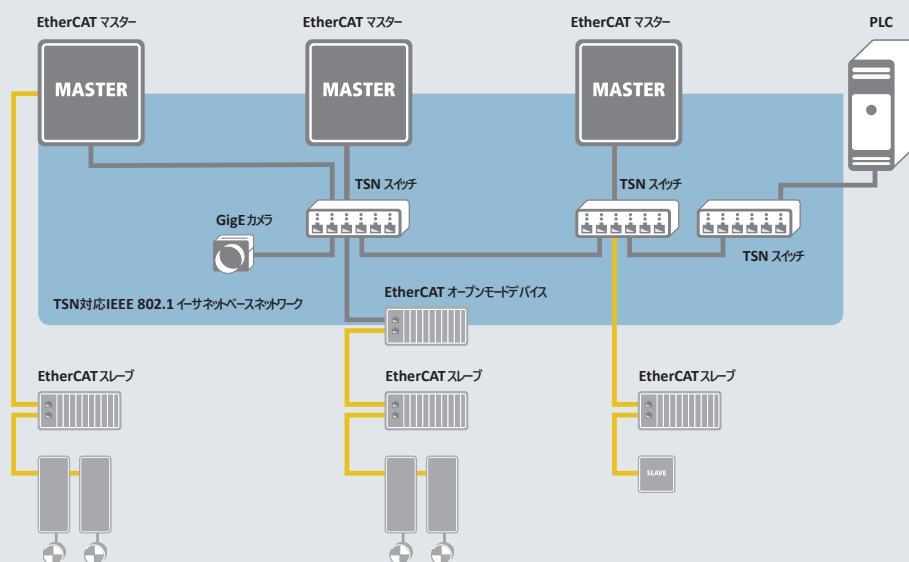 EtherCAT マスター
EtherCAT マスター
EtherCAT マスター
PLC
MASTER
MASTER
MASTER
TSN スイッチ
TSN スイッチ
GigEカメラ
TSN スイッチ
EtherCAT オープンモードデバイス
TSN対応IEEE 802.1 イーサネットベースネットワーク
EtherCATスレーブ
EtherCATスレーブ
EtherCATスレーブ
SLAVE